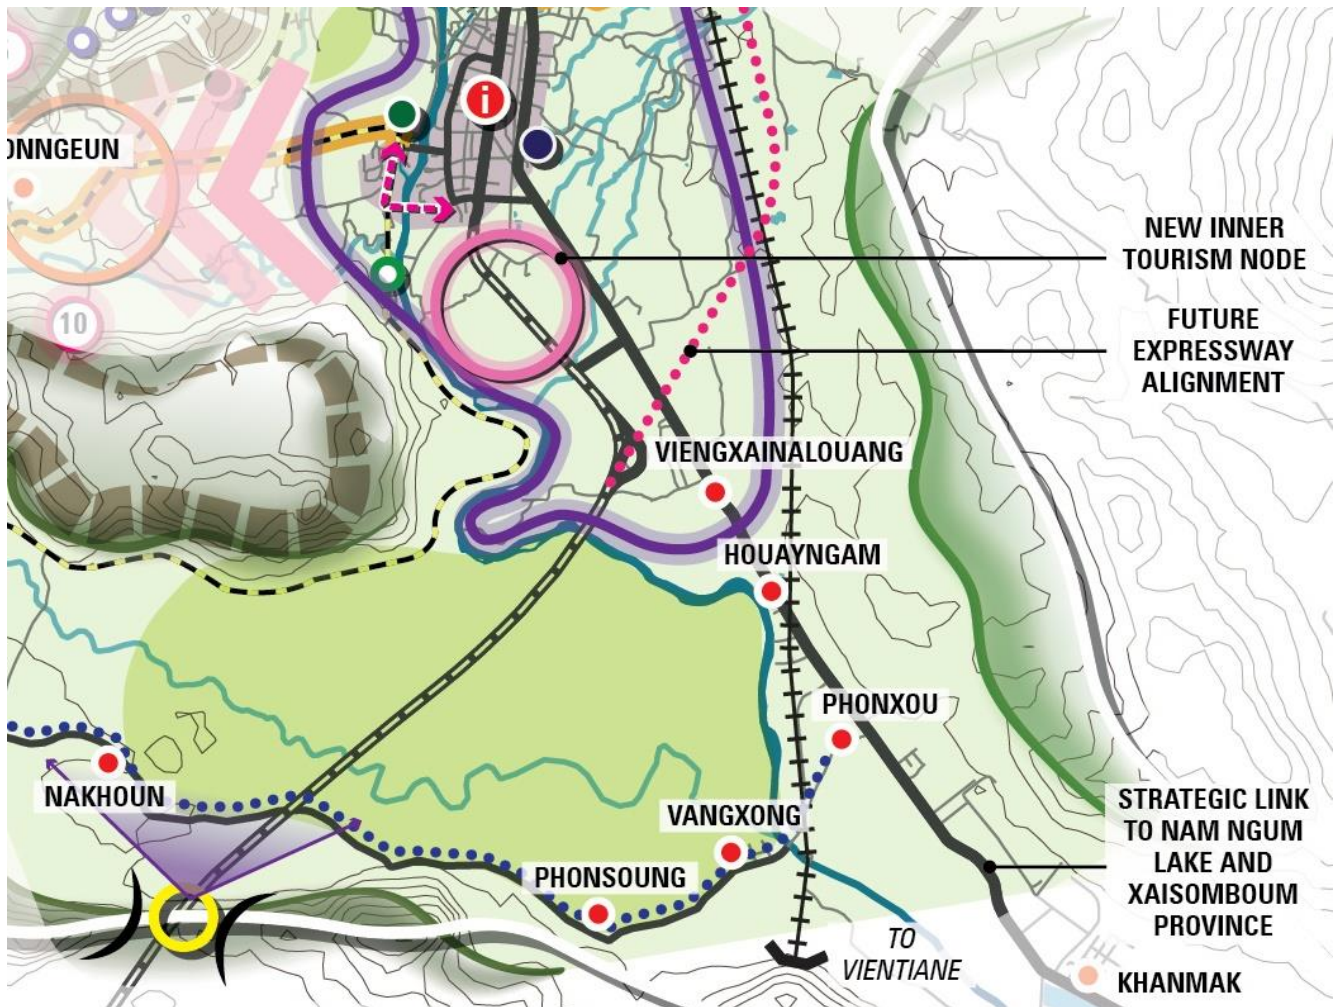 i
ONNGEUN
10
NEW INNER
TOURISM NODE
FUTURE
EXPRESSWAY
ALIGNMENT
VIENGXAINALOUANG
HOUAYNGAM
PHONXOU
NAKHOUN
VANGXONG
PHONSOUNG
STRATEGIC LINK
TO NAM NGUM
LAKE AND
XAISOMBOUM
PROVINCE
TO
VIENTIANE
KHANMAK